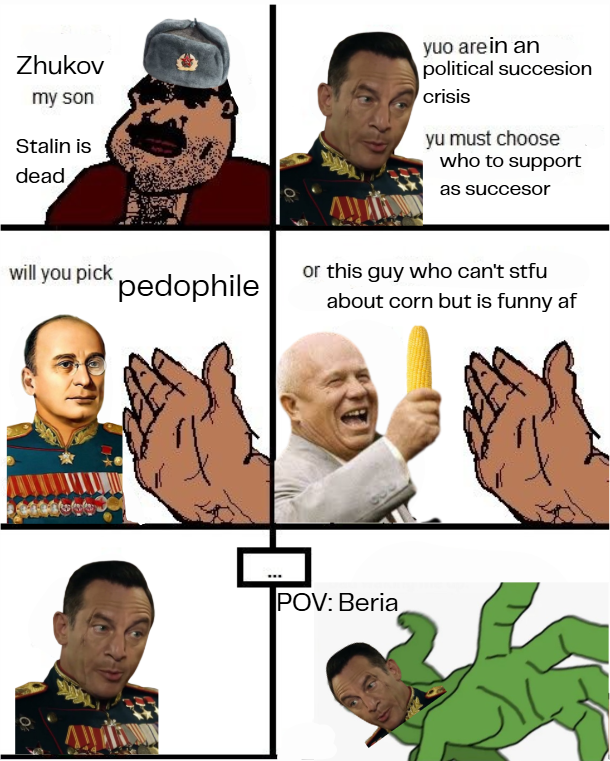 Zhukov
my son
Stalin is
dead
yuo are in an
political succesion
crisis
yu must choose
who to support
as succesor
will you pick pedophile
or this guy who can't stfu
about corn but is funny af
...
POV: Beria